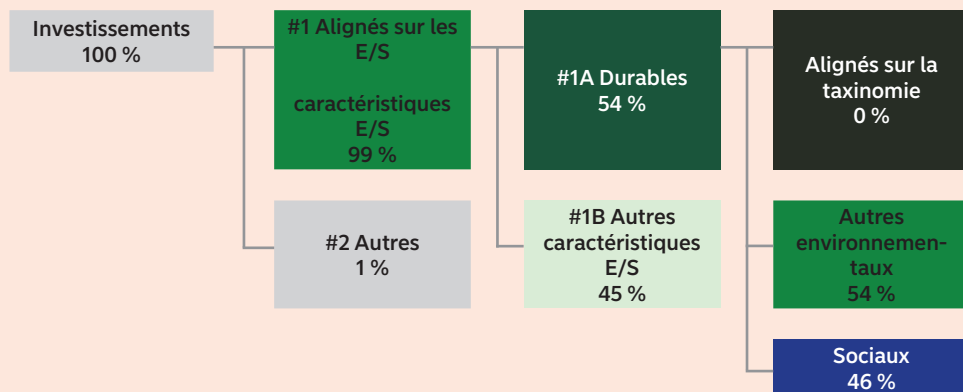 Investissements
100 %
#1 Alignés sur les
E/S
caractéristiques
E/S
99 %
#2 Autres
1 %
#1A Durables
54 %
#1B Autres
caractéristiques
E/S
45 %
Alignés sur la
taxinomie
0 %
Autres
environnemen-
taux
54 %
Sociaux
46 %